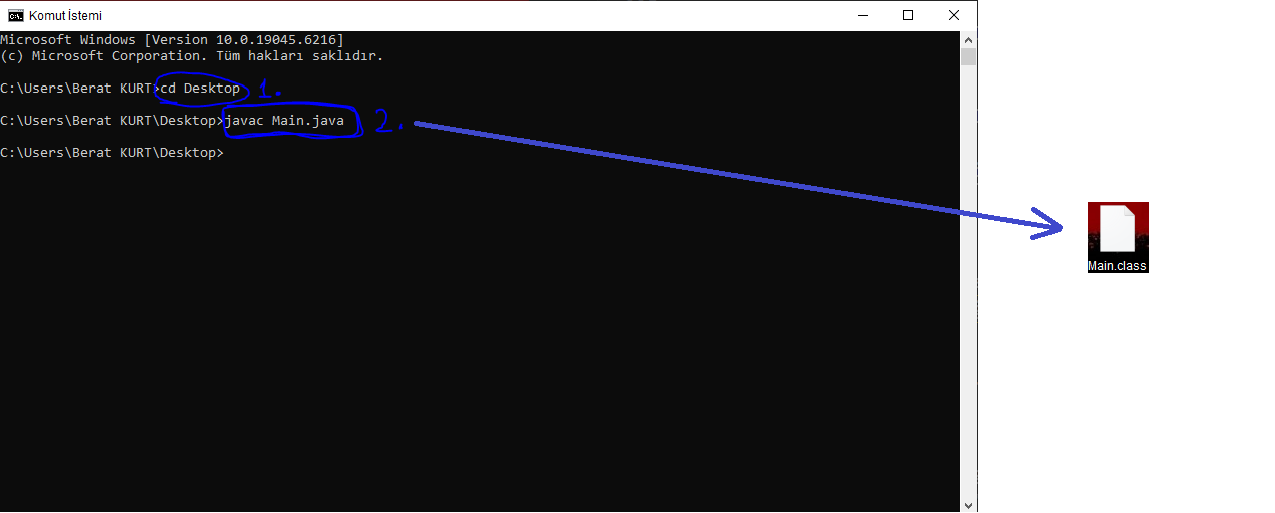 Komut İstemi
Microsoft Windows [Version 10.0.19045.6216]
(c) Microsoft Corporation. Tüm hakları saklıdır.
C:\Users\Berat KURT>cd Desktop 1.
C:\Users\Berat KURT\Desktop>javac Main.java 2.
C:\Users\Berat KURT\Desktop>
Main.class